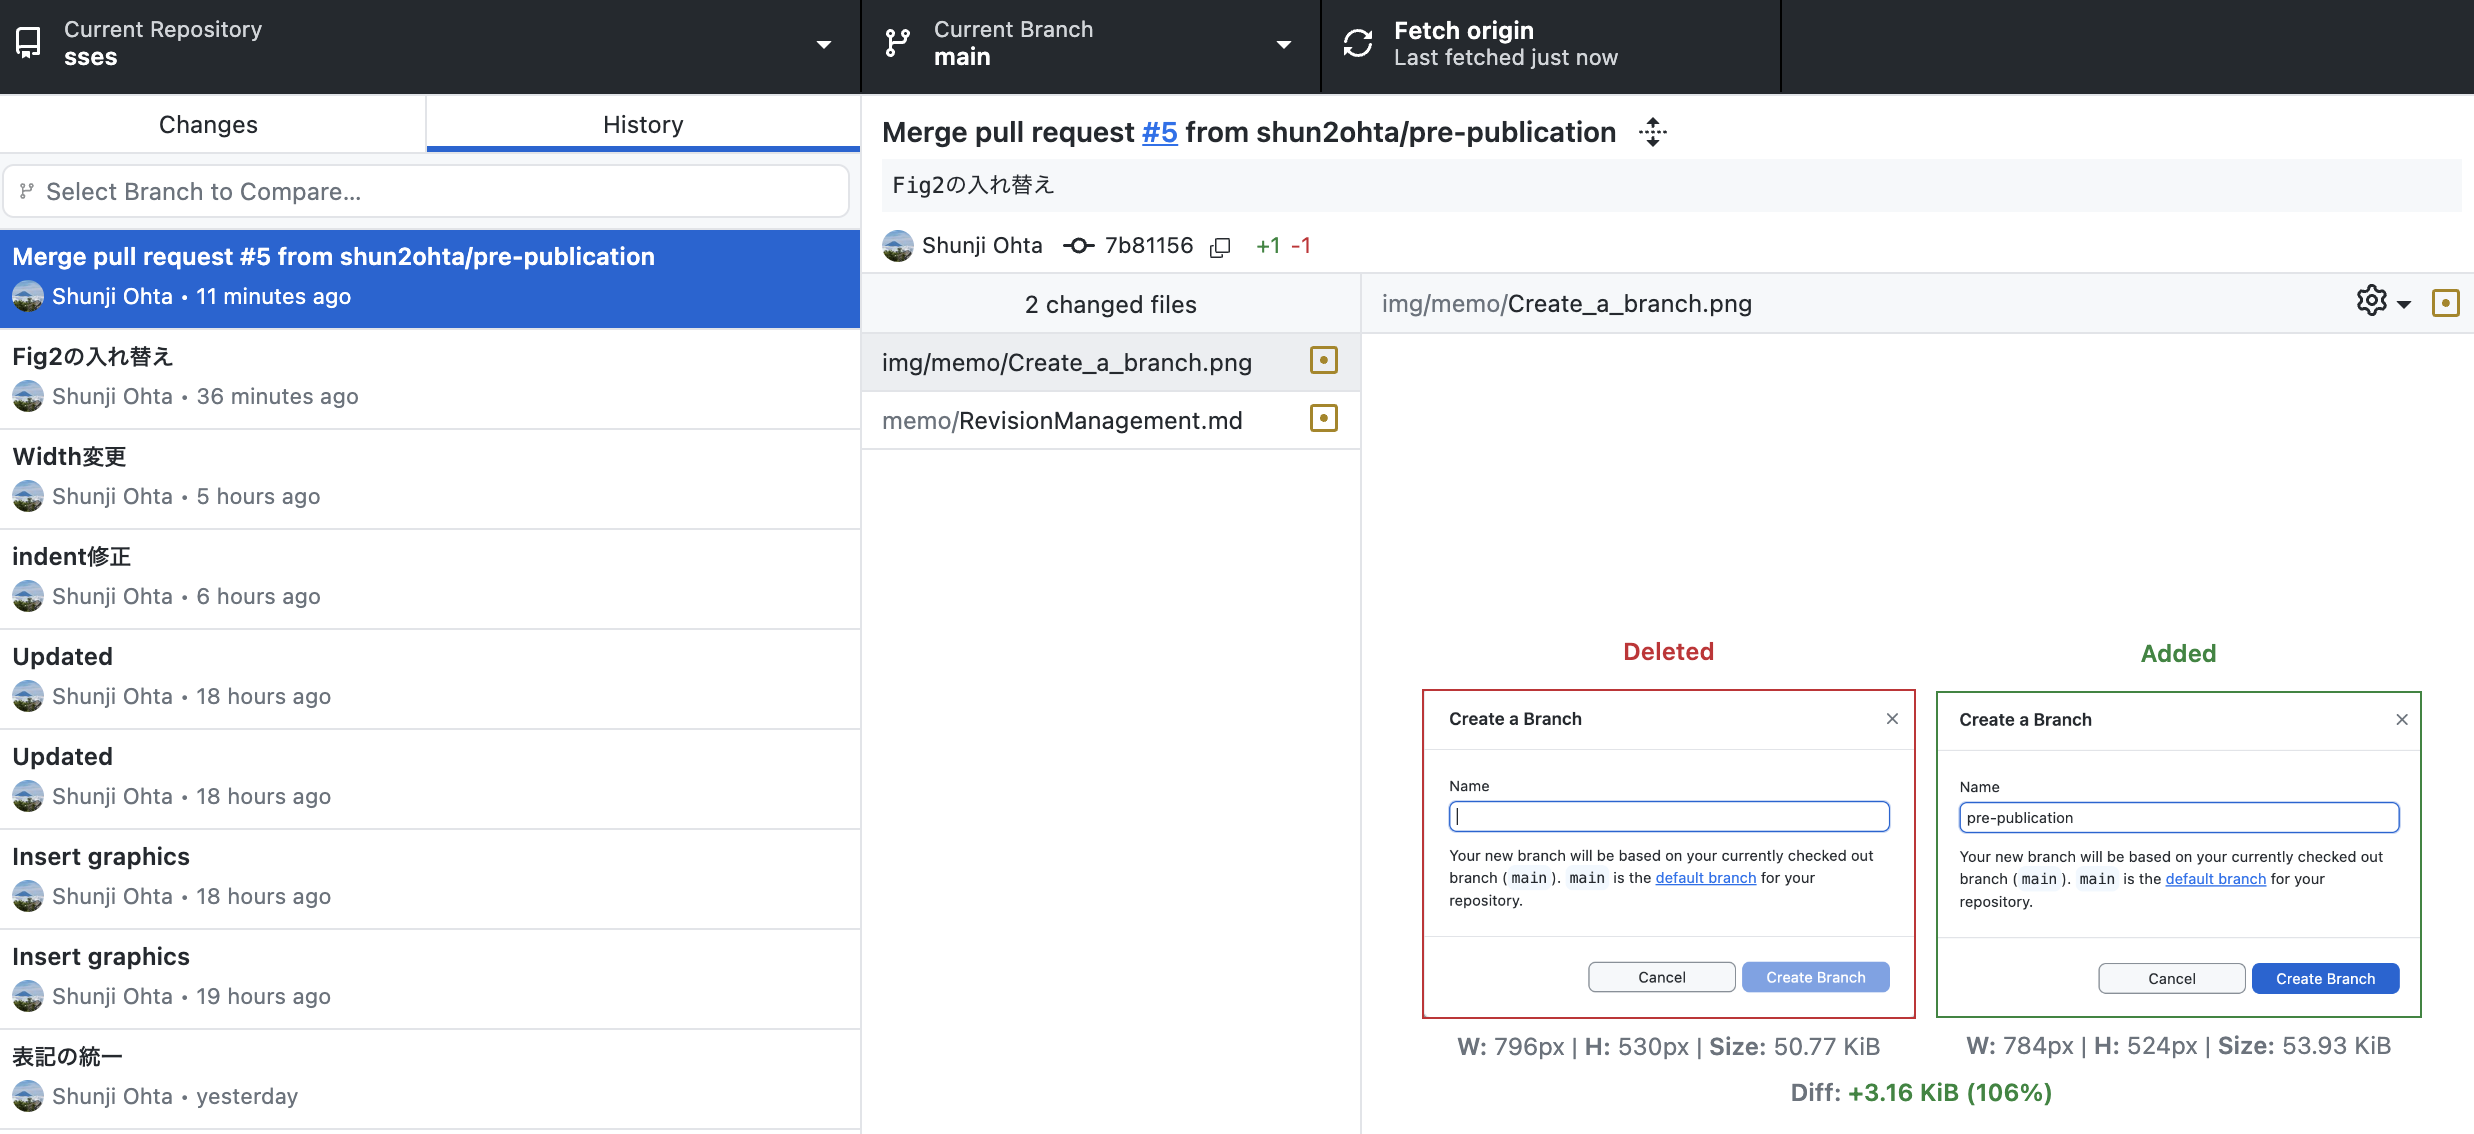 Current Repository
sses
Current Branch
main
Fetch origin
Last fetched just now
Changes
History
Select Branch to Compare...
Merge pull request #5 from shun2ohta/pre-publication
Shunji Ohta • 11 minutes ago
Fig2の入れ替え
Shunji Ohta • 36 minutes ago
Width変更
Shunji Ohta • 5 hours ago
indent修正
Shunji Ohta • 6 hours ago
Updated
Shunji Ohta • 18 hours ago
Updated
Shunji Ohta • 18 hours ago
Insert graphics
Shunji Ohta • 18 hours ago
Insert graphics
Shunji Ohta • 19 hours ago
表記の統一
Shunji Ohta • yesterday
Merge pull request #5 from shun2ohta/pre-publication
Fig2の入れ替え
Shunji Ohta 7b81156 +1 -1
2 changed files
img/memo/Create_a_branch.png
memo/RevisionManagement.md
img/memo/Create_a_branch.png
Deleted
Create a Branch
Name
Your new branch will be based on your currently checked out
branch (main). main is the default branch for your
repository.
Cancel
Create Branch
W: 796px | H: 530px | Size: 50.77 KiB
Added
Create a Branch
Name
pre-publication
Your new branch will be based on your currently checked out
branch (main). main is the default branch for your
repository.
Cancel
Create Branch
W: 784px | H: 524px | Size: 53.93 KiB
Diff: +3.16 KiB (106%)